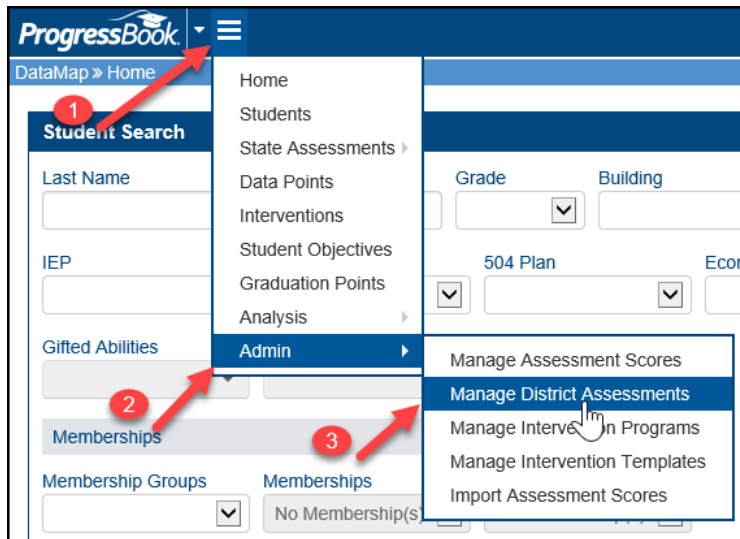 ProgressBook
DataMap » Home
1
Student Search
Last Name
Grade
Building
IEP
504 Plan
Gifted Abilities
2
Memberships
Membership Groups
Memberships
No Membership(s)
Home
Students
State Assessments
Data Points
Interventions
Student Objectives
Graduation Points
Analysis
Admin
3
Manage Assessment Scores
Manage District Assessments
Manage Intervention Programs
Manage Intervention Templates
Import Assessment Scores